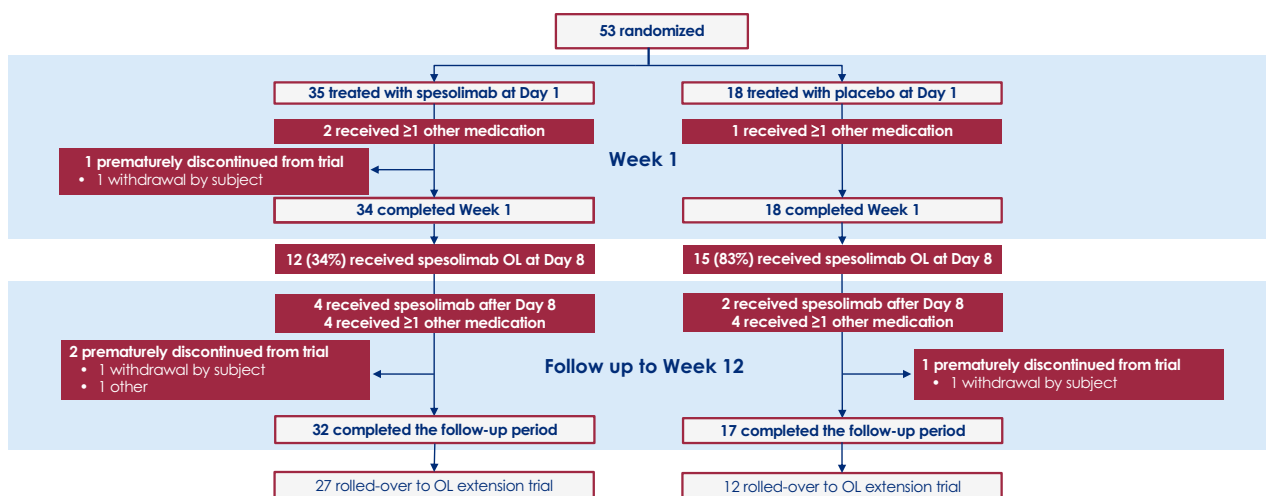 53 randomized
35 treated with spesolimab at Day 1
18 treated with placebo at Day 1
2 received ≥1 other medication
1 received ≥1 other medication
Week 1
1 prematurely discontinued from trial
• 1 withdrawal by subject
34 completed Week 1
18 completed Week 1
12 (34%) received spesolimab OL at Day 8
15 (83%) received spesolimab OL at Day 8
4 received spesolimab after Day 8
4 received ≥1 other medication
2 received spesolimab after Day 8
4 received ≥1 other medication
2 prematurely discontinued from trial
• 1 withdrawal by subject
• 1 other
Follow up to Week 12
1 prematurely discontinued from trial
• 1 withdrawal by subject
32 completed the follow-up period
17 completed the follow-up period
27 rolled-over to OL extension trial
12 rolled-over to OL extension trial